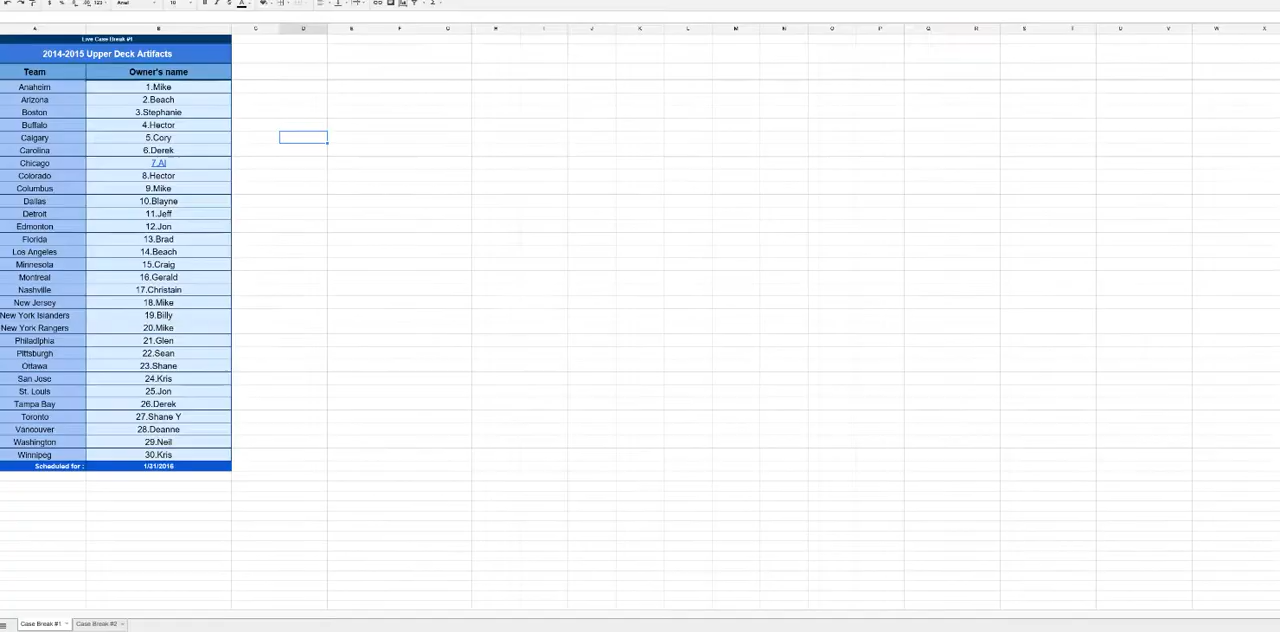 $ % .0 .00 123 Arial 10 B I S A
A B C D E F G H I J K L M N O P Q R S T U V W X
Live Case Break #1
2014-2015 Upper Deck Artifacts
Team Owner's name
Anaheim 1.Mike
Arizona 2.Beach
Boston 3.Stephanie
Buffalo 4.Hector
Calgary 5.Cory
Carolina 6.Derek
Chicago 7.Al
Colorado 8.Hector
Columbus 9.Mike
Dallas 10.Blayne
Detroit 11.Jeff
Edmonton 12.Jon
Florida 13.Brad
Los Angeles 14.Beach
Minnesota 15.Craig
Montreal 16.Gerald
Nashville 17.Christain
New Jersey 18.Mike
New York Islanders 19.Billy
New York Rangers 20.Mike
Philadlphia 21.Glen
Pittsburgh 22.Sean
Ottawa 23.Shane
San Jose 24.Kris
St. Louis 25.Jon
Tampa Bay 26.Derek
Toronto 27.Shane Y
Vancouver 28.Deanne
Washington 29.Neil
Winnipeg 30.Kris
Scheduled for : 1/31/2016
Case Break #1 Case Break #2